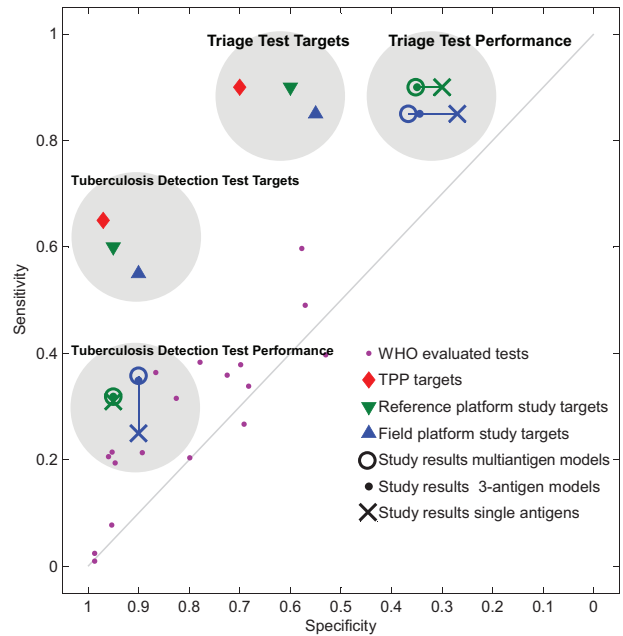 Triage Test Targets
Triage Test Performance
Tuberculosis Detection Test Targets
Tuberculosis Detection Test Performance
WHO evaluated tests
TPP targets
Reference platform study targets
Field platform study targets
Study results multiantigen models
Study results 3-antigen models
Study results single antigens
Sensitivity
1
0.8
0.6
0.4
0.2
0
1 0.9 0.8 0.7 0.6 0.5 0.4 0.3 0.2 0.1 0
Specificity